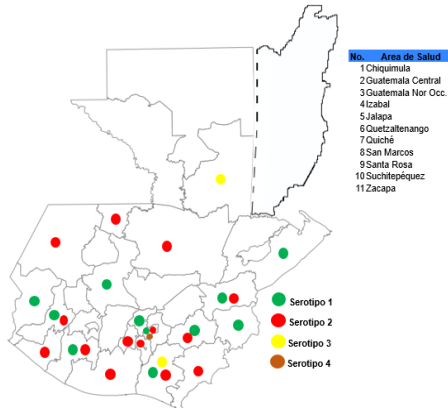 No. Area de Salud
1 Chiquimula
2 Guatemala Central
3 Guatemala Nor Occ.
4 Izabal
5 Jalapa
6 Quetzaltenango
7 Quiché
8 San Marcos
9 Santa Rosa
10 Suchitepéquez
11 Zacapa
Serotipo 1
Serotipo 2
Serotipo 3
Serotipo 4